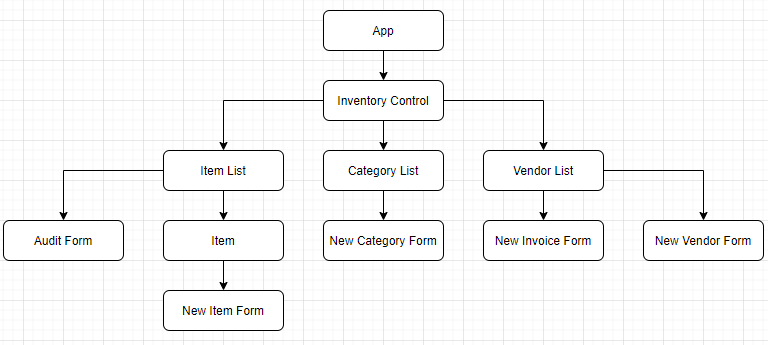 App
Inventory Control
Item List
Category List
Vendor List
Audit Form
Item
New Category Form
New Invoice Form
New Vendor Form
New Item Form